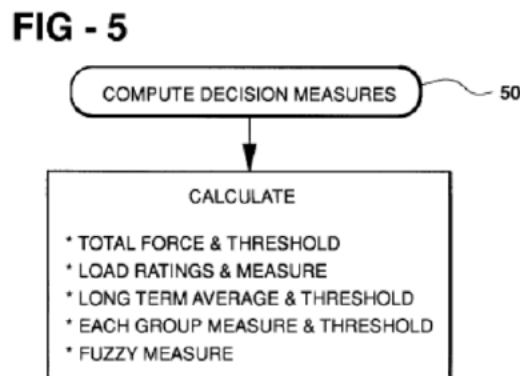 FIG - 5
COMPUTE DECISION MEASURES
50
CALCULATE
* TOTAL FORCE & THRESHOLD
* LOAD RATINGS & MEASURE
* LONG TERM AVERAGE & THRESHOLD
* EACH GROUP MEASURE & THRESHOLD
* FUZZY MEASURE